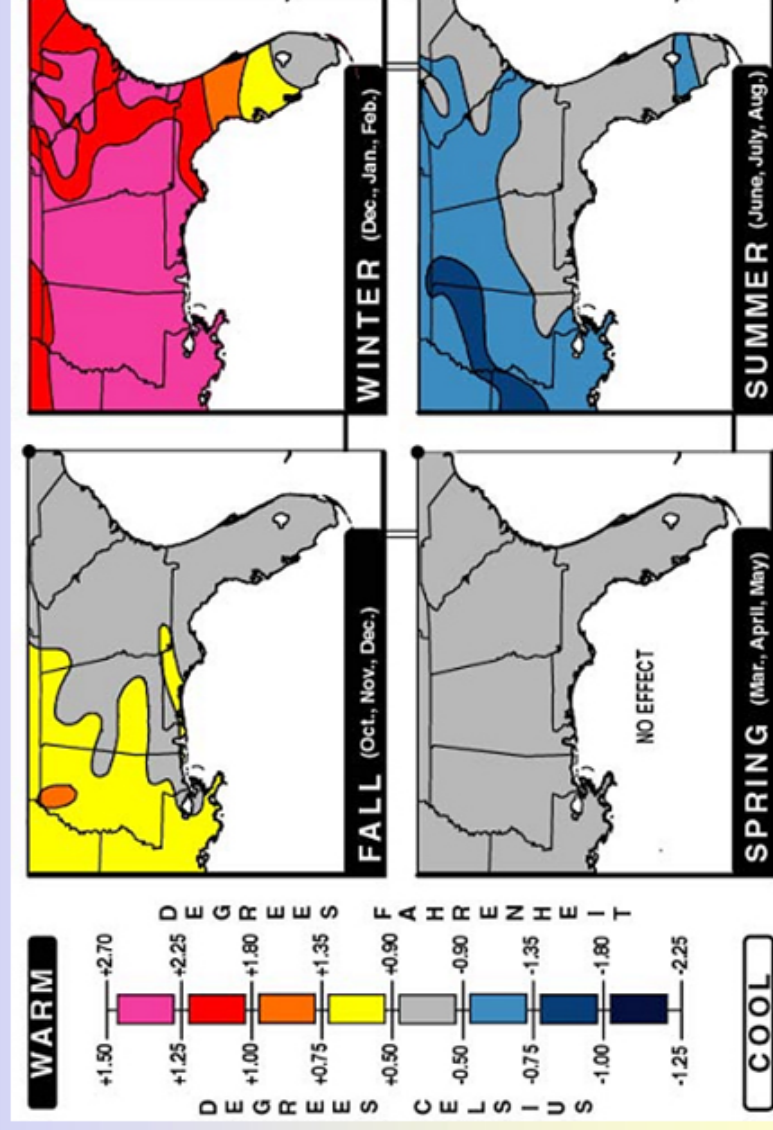 WARM
DEGREES FAHRENHEIT
+2.70
+2.25
+1.80
+1.35
+0.90
-0.90
-1.35
-1.80
-2.25
+1.50
+1.25
+1.00
+0.75
+0.50
-0.50
-0.75
-1.00
-1.25
DEGREES CELSIUS
COOL
FALL (Oct., Nov., Dec.)
WINTER (Dec., Jan., Feb.)
NO EFFECT
SPRING (Mar., April, May)
SUMMER (June, July, Aug.)